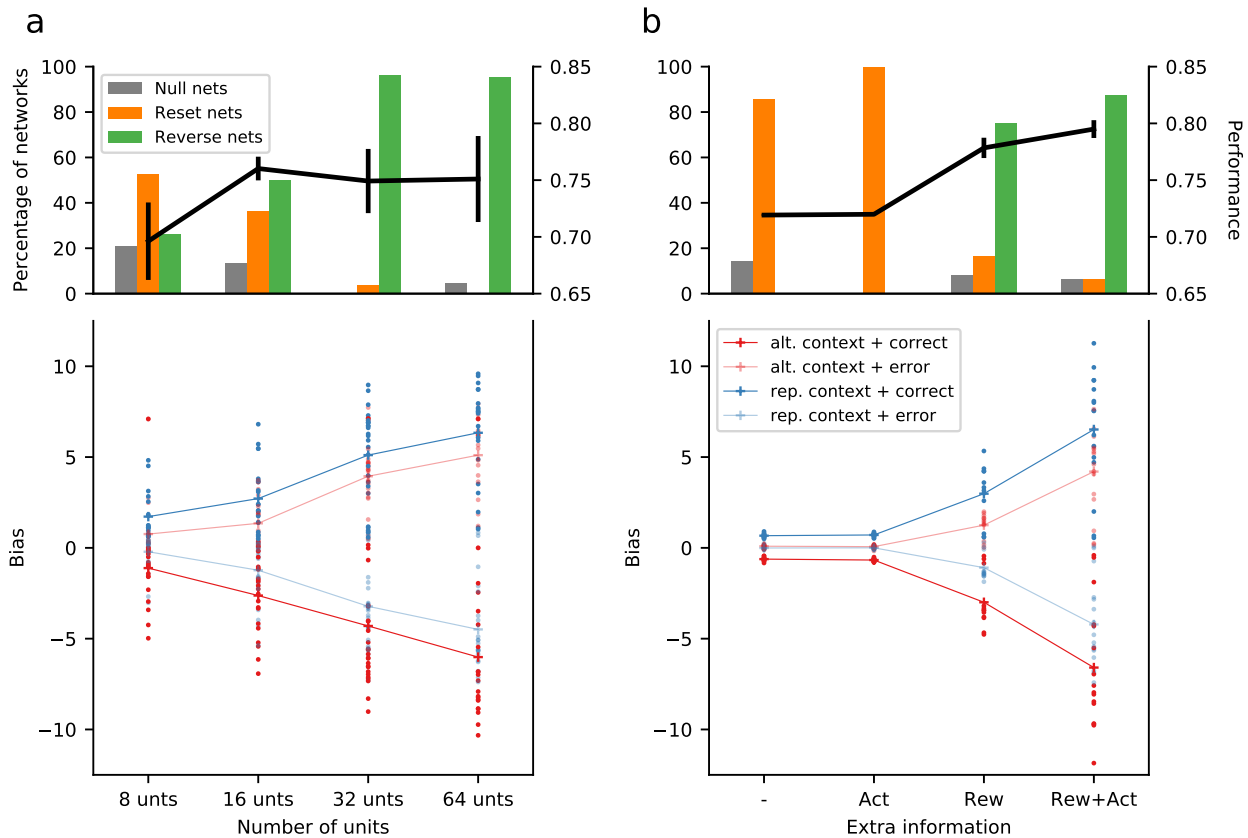 a
Percentage of networks
100
80
60
40
20
0
Null nets
Reset nets
Reverse nets
0.85
0.80
0.75
0.70
0.65
Bias
10
5
0
−5
−10
8 unts
16 unts
32 unts
64 unts
Number of units
b
100
80
60
40
20
0
0.85
0.80
0.75
0.70
0.65
Performance
Bias
10
5
0
−5
−10
alt. context + correct
alt. context + error
rep. context + correct
rep. context + error
-
Act
Rew
Rew+Act
Extra information